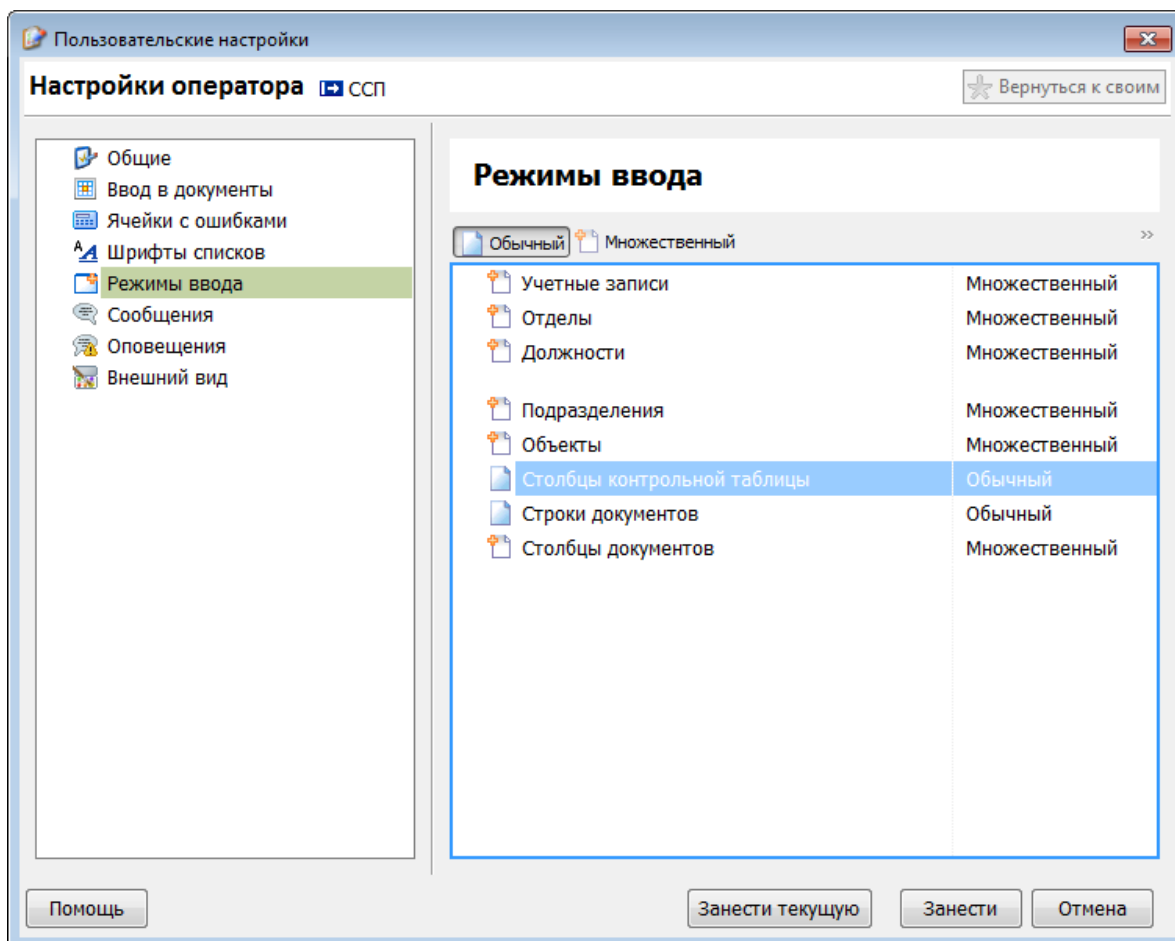 Пользовательские настройки
Настройки оператора ССП
Вернуться к своим
Общие
Ввод в документы
Ячейки с ошибками
Шрифты списков
Режимы ввода
Сообщения
Оповещения
Внешний вид
Режимы ввода
Обычный Множественный
Учетные записи Множественный
Отделы Множественный
Должности Множественный
Подразделения Множественный
Объекты Множественный
Столбцы контрольной таблицы Обычный
Строки документов Обычный
Столбцы документов Множественный
Помощь Занести текущую Занести Отмена